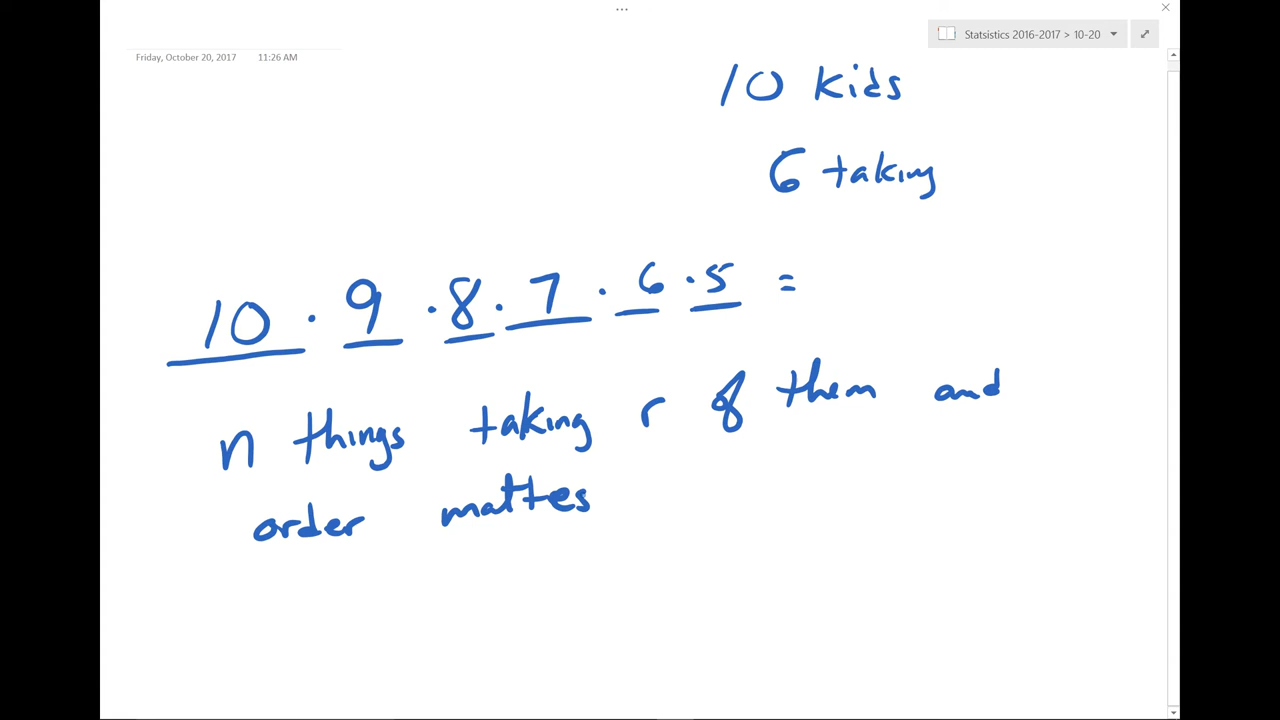 ...
Statsistics 2016-2017 > 10-20
Friday, October 20, 2017 11:26 AM
10 kids
6 taking
10 · 9 · 8 · 7 · 6 · 5 =
n things taking r of them and
order mattes